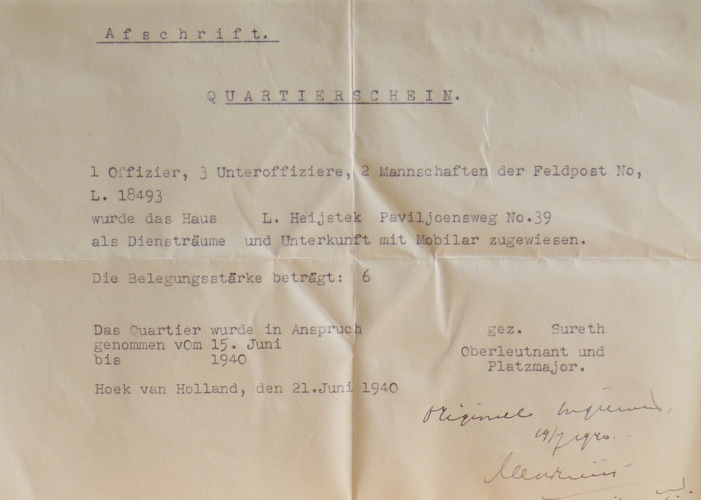 Afschrift.
QUARTIERSCHEIN.
1 Offizier, 3 Unteroffiziere, 2 Mannschaften der Feldpost No,
L. 18493
wurde das Haus L. Heijstek Paviljoensweg No.39
als Diensträume und Unterkunft mit Mobilar zugewiesen.
Die Belegungsstärke beträgt: 6
Das Quartier wurde in Anspruch
genommen vOm 15. Juni
bis 1940
gez. Sureth
Oberleutnant und
Platzmajor.
Hoek van Holland, den 21.Juni 1940
Origineele
19/7 1940.